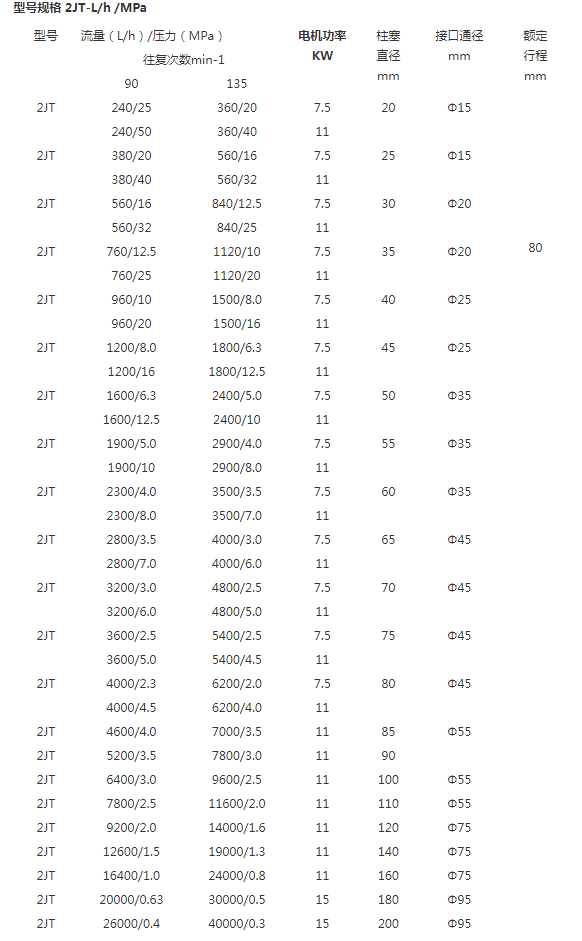 型号规格 2JT-L/h /MPa
型号 流量（L/h）/压力（MPa） 电机功率 柱塞 接口通径 额定
往复次数min-1 KW 直径 mm 行程
90 135 mm mm
2JT 240/25 360/20 7.5 20 Φ15
240/50 360/40 11
2JT 380/20 560/16 7.5 25 Φ15
380/40 560/32 11
2JT 560/16 840/12.5 7.5 30 Φ20
560/32 840/25 11
2JT 760/12.5 1120/10 7.5 35 Φ20 80
760/25 1120/20 11
2JT 960/10 1500/8.0 7.5 40 Φ25
960/20 1500/16 11
2JT 1200/8.0 1800/6.3 7.5 45 Φ25
1200/16 1800/12.5 11
2JT 1600/6.3 2400/5.0 7.5 50 Φ35
1600/12.5 2400/10 11
2JT 1900/5.0 2900/4.0 7.5 55 Φ35
1900/10 2900/8.0 11
2JT 2300/4.0 3500/3.5 7.5 60 Φ35
2300/8.0 3500/7.0 11
2JT 2800/3.5 4000/3.0 7.5 65 Φ45
2800/7.0 4000/6.0 11
2JT 3200/3.0 4800/2.5 7.5 70 Φ45
3200/6.0 4800/5.0 11
2JT 3600/2.5 5400/2.5 7.5 75 Φ45
3600/5.0 5400/4.5 11
2JT 4000/2.3 6200/2.0 7.5 80 Φ45
4000/4.5 6200/4.0 11
2JT 4600/4.0 7000/3.5 11 85 Φ55
2JT 5200/3.5 7800/3.0 11 90
2JT 6400/3.0 9600/2.5 11 100 Φ55
2JT 7800/2.5 11600/2.0 11 110 Φ55
2JT 9200/2.0 14000/1.6 11 120 Φ75
2JT 12600/1.5 19000/1.3 11 140 Φ75
2JT 16400/1.0 24000/0.8 11 160 Φ75
2JT 20000/0.63 30000/0.5 15 180 Φ95
2JT 26000/0.4 40000/0.3 15 200 Φ95